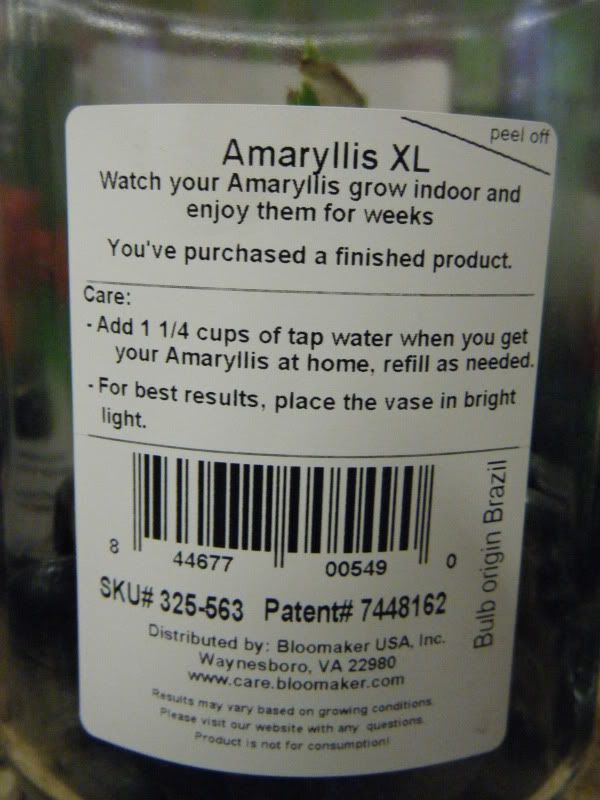 peel off
Amaryllis XL
Watch your Amaryllis grow indoor and
enjoy them for weeks
You've purchased a finished product.
Care:
- Add 1 1/4 cups of tap water when you get
your Amaryllis at home, refill as needed.
- For best results, place the vase in bright
light.
8 44677 00549 0
Bulb origin Brazil
SKU# 325-563 Patent# 7448162
Distributed by: Bloomaker USA, Inc.
Waynesboro, VA 22980
www.care.bloomaker.com
Results may vary based on growing conditions.
Please visit our website with any questions.
Product is not for consumption!